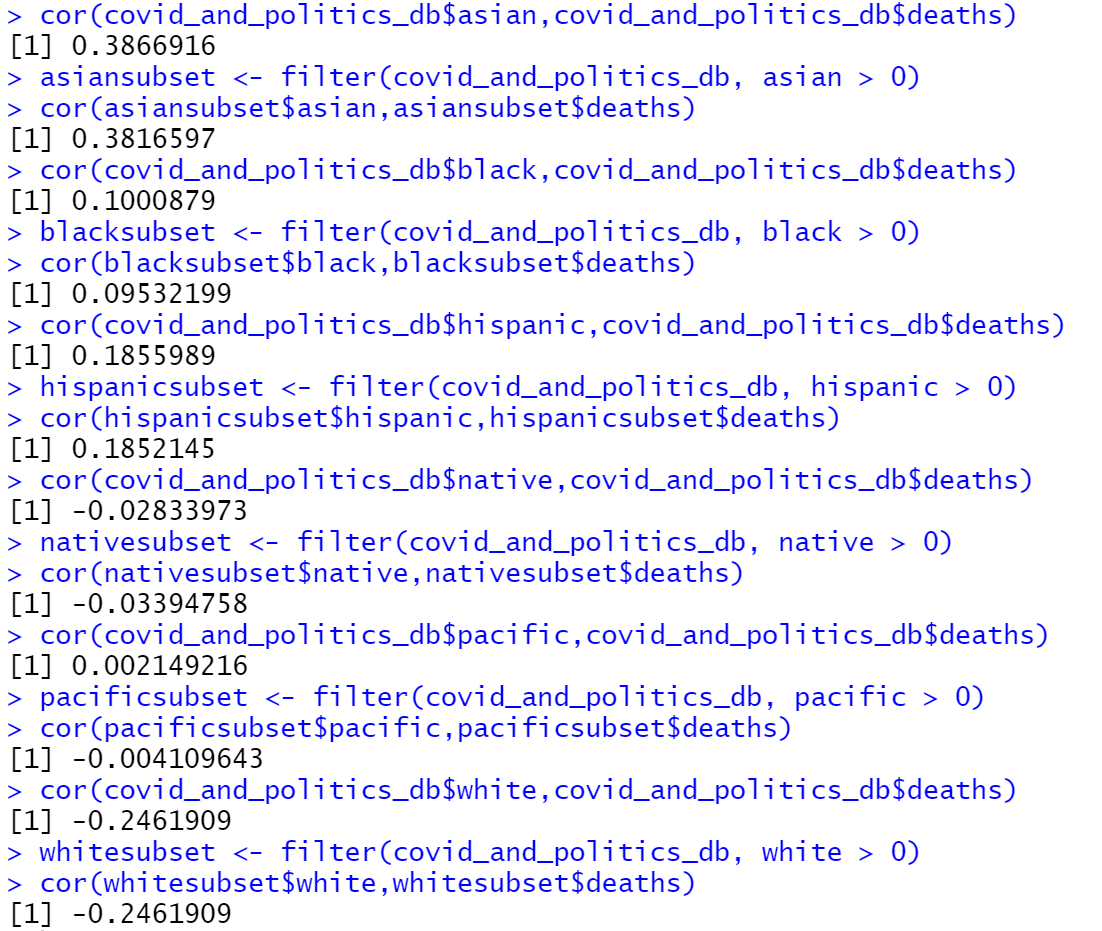 > cor(covid_and_politics_db$asian,covid_and_politics_db$deaths)
[1] 0.3866916
> asiansubset <- filter(covid_and_politics_db, asian > 0)
> cor(asiansubset$asian,asiansubset$deaths)
[1] 0.3816597
> cor(covid_and_politics_db$black,covid_and_politics_db$deaths)
[1] 0.1000879
> blacksubset <- filter(covid_and_politics_db, black > 0)
> cor(blacksubset$black,blacksubset$deaths)
[1] 0.09532199
> cor(covid_and_politics_db$hispanic,covid_and_politics_db$deaths)
[1] 0.1855989
> hispanicsubset <- filter(covid_and_politics_db, hispanic > 0)
> cor(hispanicsubset$hispanic,hispanicsubset$deaths)
[1] 0.1852145
> cor(covid_and_politics_db$native,covid_and_politics_db$deaths)
[1] -0.02833973
> nativesubset <- filter(covid_and_politics_db, native > 0)
> cor(nativesubset$native,nativesubset$deaths)
[1] -0.03394758
> cor(covid_and_politics_db$pacific,covid_and_politics_db$deaths)
[1] 0.002149216
> pacificsubset <- filter(covid_and_politics_db, pacific > 0)
> cor(pacificsubset$pacific,pacificsubset$deaths)
[1] -0.004109643
> cor(covid_and_politics_db$white,covid_and_politics_db$deaths)
[1] -0.2461909
> whitesubset <- filter(covid_and_politics_db, white > 0)
> cor(whitesubset$white,whitesubset$deaths)
[1] -0.2461909